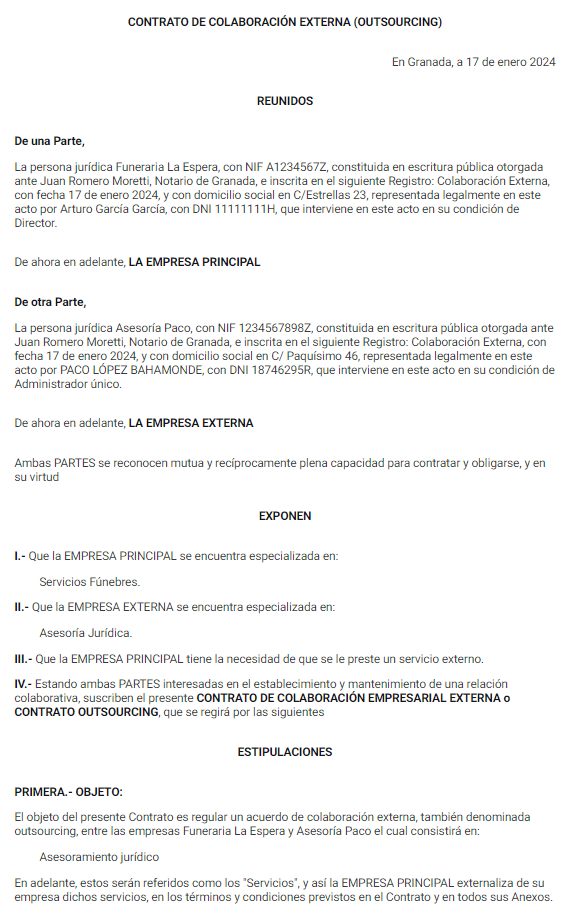 CONTRATO DE COLABORACIÓN EXTERNA (OUTSOURCING)
En Granada, a 17 de enero 2024
REUNIDOS
De una Parte,
La persona jurídica Funeraria La Espera, con NIF A1234567Z, constituida en escritura pública otorgada
ante Juan Romero Moretti, Notario de Granada, e inscrita en el siguiente Registro: Colaboración Externa,
con fecha 17 de enero 2024, y con domicilio social en C/Estrellas 23, representada legalmente en este
acto por Arturo García García, con DNI 11111111H, que interviene en este acto en su condición de
Director.
De ahora en adelante, LA EMPRESA PRINCIPAL
De otra Parte,
La persona jurídica Asesoría Paco, con NIF 1234567898Z, constituida en escritura pública otorgada ante
Juan Romero Moretti, Notario de Granada, e inscrita en el siguiente Registro: Colaboración Externa, con
fecha 17 de enero 2024, y con domicilio social en C/ Paquísimo 46, representada legalmente en este
acto por PACO LÓPEZ BAHAMONDE, con DNI 18746295R, que interviene en este acto en su condición de
Administrador único.
De ahora en adelante, LA EMPRESA EXTERNA
Ambas PARTES se reconocen mutua y recíprocamente plena capacidad para contratar y obligarse, y en
su virtud
EXPONEN
I.- Que la EMPRESA PRINCIPAL se encuentra especializada en:
Servicios Fúnebres.
II.- Que la EMPRESA EXTERNA se encuentra especializada en:
Asesoría Jurídica.
III.- Que la EMPRESA PRINCIPAL tiene la necesidad de que se le preste un servicio externo.
IV.- Estando ambas PARTES interesadas en el establecimiento y mantenimiento de una relación
colaborativa, suscriben el presente CONTRATO DE COLABORACIÓN EMPRESARIAL EXTERNA o
CONTRATO OUTSOURCING, que se regirá por las siguientes
ESTIPULACIONES
PRIMERA.- OBJETO:
El objeto del presente Contrato es regular un acuerdo de colaboración externa, también denominada
outsourcing, entre las empresas Funeraria La Espera y Asesoría Paco el cual consistirá en:
Asesoramiento jurídico
En adelante, estos serán referidos como los "Servicios", y así la EMPRESA PRINCIPAL externaliza de su
empresa dichos servicios, en los términos y condiciones previstos en el Contrato y en todos sus Anexos.